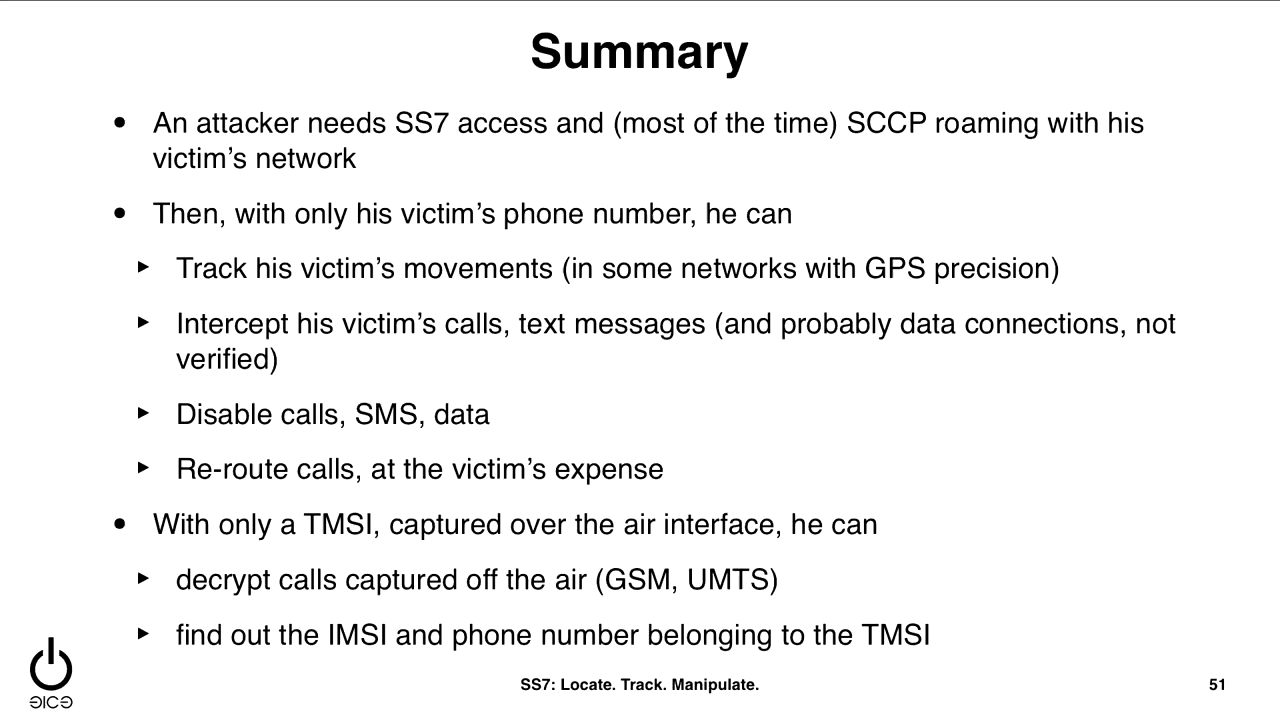 Summary
• An attacker needs SS7 access and (most of the time) SCCP roaming with his
victim’s network
• Then, with only his victim’s phone number, he can
▸ Track his victim’s movements (in some networks with GPS precision)
▸ Intercept his victim’s calls, text messages (and probably data connections, not
verified)
▸ Disable calls, SMS, data
▸ Re-route calls, at the victim’s expense
• With only a TMSI, captured over the air interface, he can
▸ decrypt calls captured off the air (GSM, UMTS)
▸ find out the IMSI and phone number belonging to the TMSI
SS7: Locate. Track. Manipulate.
51